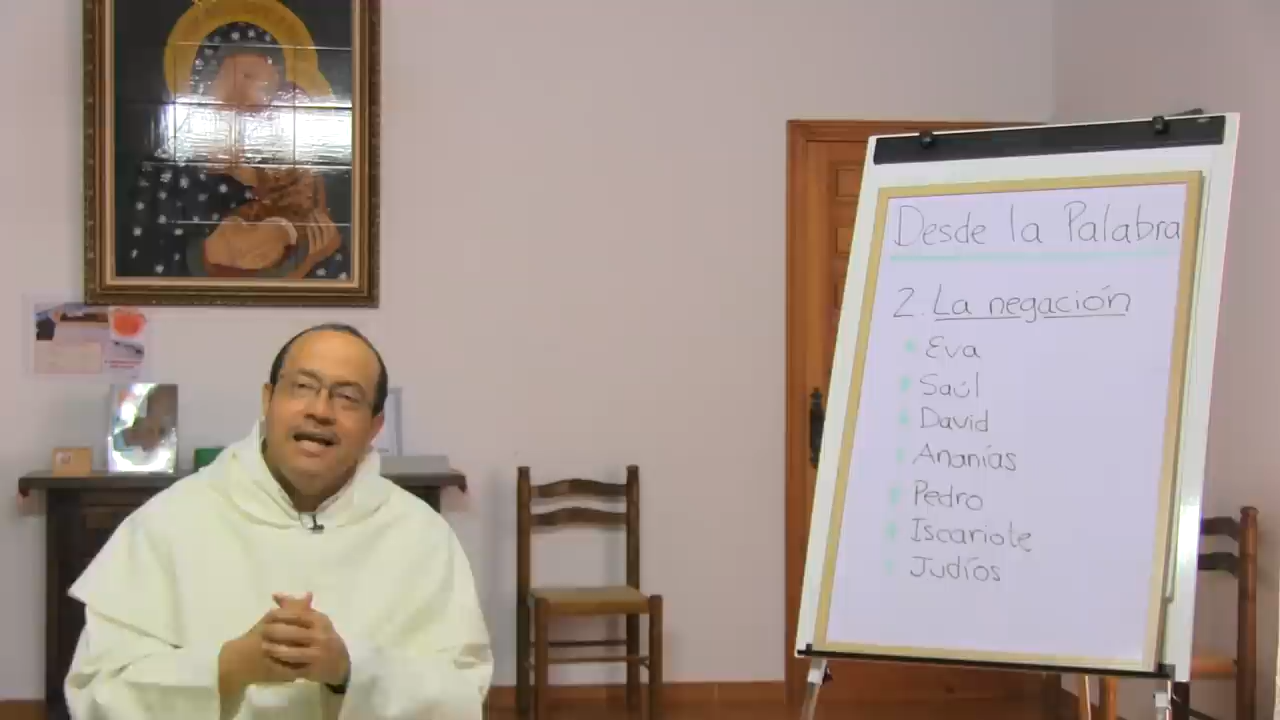 Desde la Palabra
2. La negación
Eva
Saúl
David
Ananías
Pedro
Iscariote
Judíos